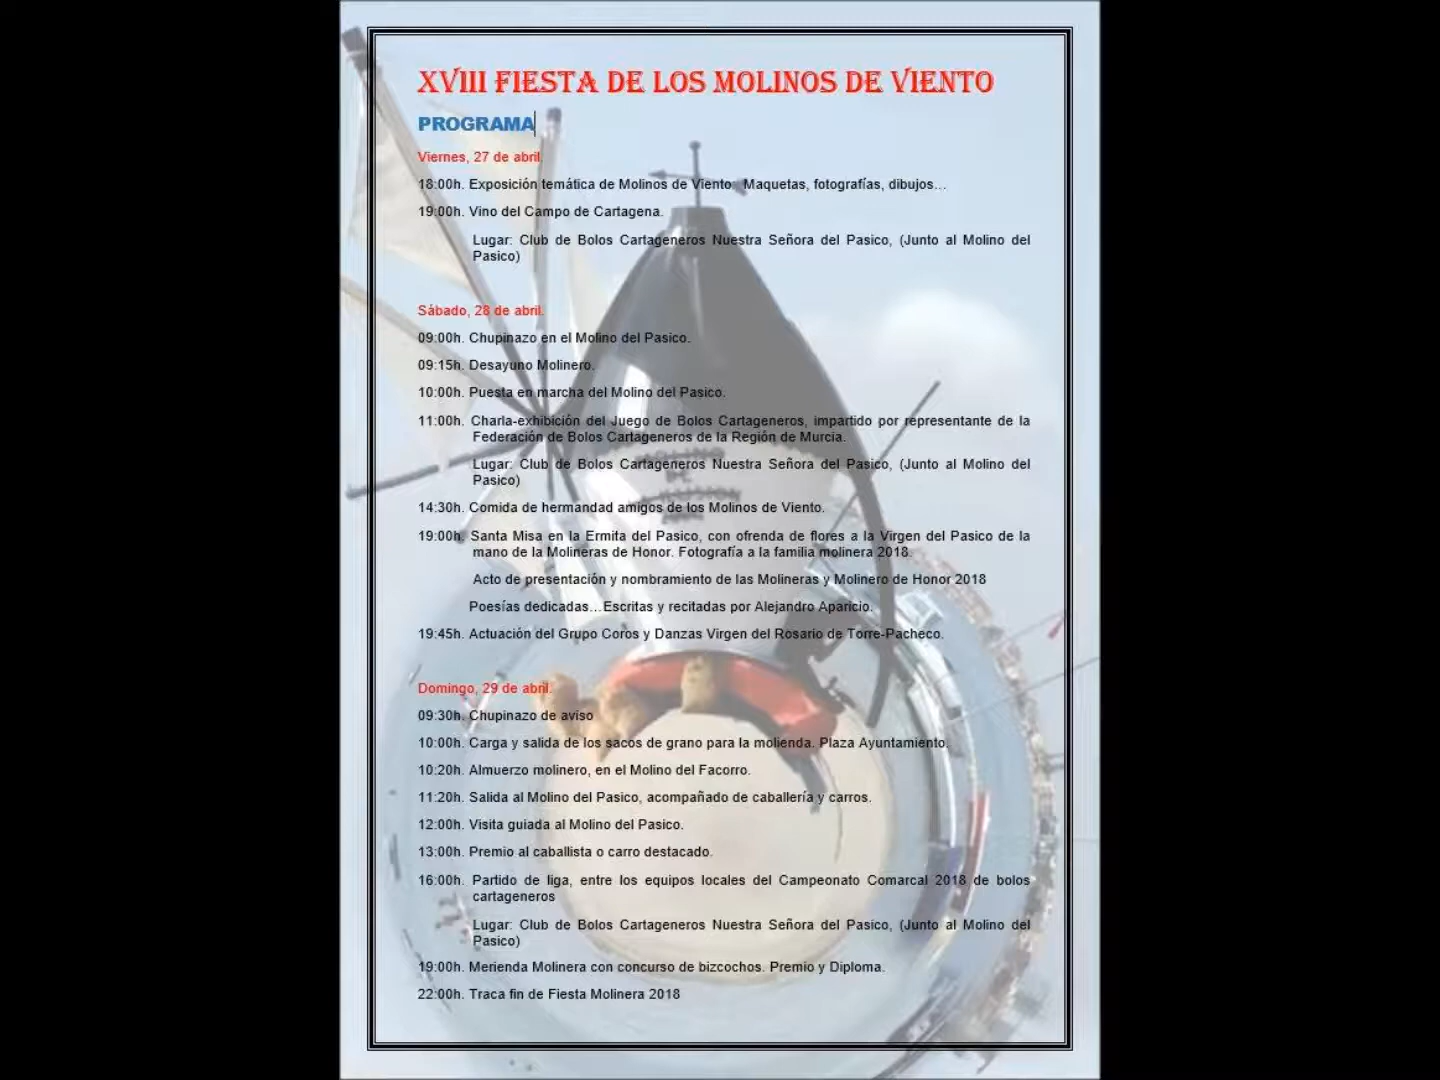 XVIII FIESTA DE LOS MOLINOS DE VIENTO
PROGRAMA
Viernes, 27 de abril.
18:00h. Exposición temática de Molinos de Viento. Maquetas, fotografías, dibujos…
19:00h. Vino del Campo de Cartagena.
Lugar: Club de Bolos Cartageneros Nuestra Señora del Pasico, (Junto al Molino del
Pasico)
Sábado, 28 de abril.
09:00h. Chupinazo en el Molino del Pasico.
09:15h. Desayuno Molinero.
10:00h. Puesta en marcha del Molino del Pasico.
11:00h. Charla-exhibición del Juego de Bolos Cartageneros, impartido por representante de la
Federación de Bolos Cartageneros de la Región de Murcia.
Lugar: Club de Bolos Cartageneros Nuestra Señora del Pasico, (Junto al Molino del
Pasico)
14:30h. Comida de hermandad amigos de los Molinos de Viento.
19:00h. Santa Misa en la Ermita del Pasico, con ofrenda de flores a la Virgen del Pasico de la
mano de la Molineras de Honor. Fotografía a la familia molinera 2018.
Acto de presentación y nombramiento de las Molineras y Molinero de Honor 2018
Poesías dedicadas…Escritas y recitadas por Alejandro Aparicio.
19:45h. Actuación del Grupo Coros y Danzas Virgen del Rosario de Torre-Pacheco.
Domingo, 29 de abril.
09:30h. Chupinazo de aviso
10:00h. Carga y salida de los sacos de grano para la molienda. Plaza Ayuntamiento.
10:20h. Almuerzo molinero, en el Molino del Facorro.
11:20h. Salida al Molino del Pasico, acompañado de caballería y carros.
12:00h. Visita guiada al Molino del Pasico.
13:00h. Premio al caballista o carro destacado.
16:00h. Partido de liga, entre los equipos locales del Campeonato Comarcal 2018 de bolos
cartageneros
Lugar: Club de Bolos Cartageneros Nuestra Señora del Pasico, (Junto al Molino del
Pasico)
19:00h. Merienda Molinera con concurso de bizcochos. Premio y Diploma.
22:00h. Traca fin de Fiesta Molinera 2018